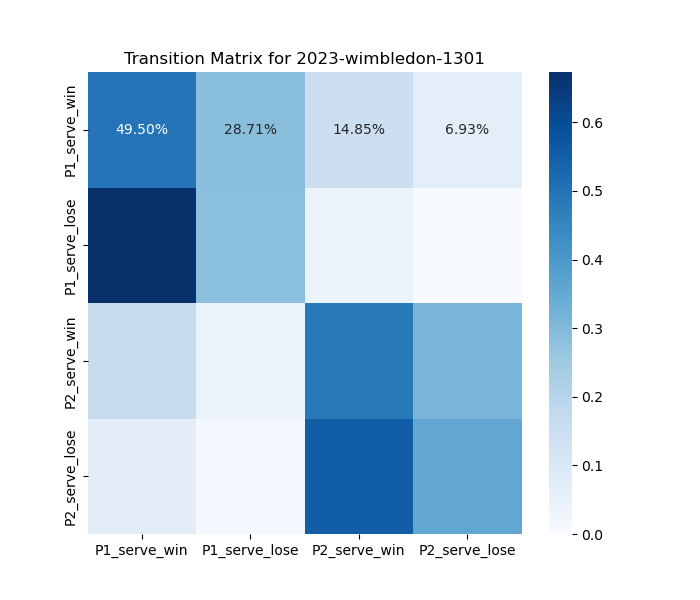 Transition Matrix for 2023-wimbledon-1301
P1_serve_win
49.50% 28.71% 14.85% 6.93%
P1_serve_lose
P2_serve_win
P2_serve_lose
P1_serve_win P1_serve_lose P2_serve_win P2_serve_lose
0.6
0.5
0.4
0.3
0.2
0.1
0.0